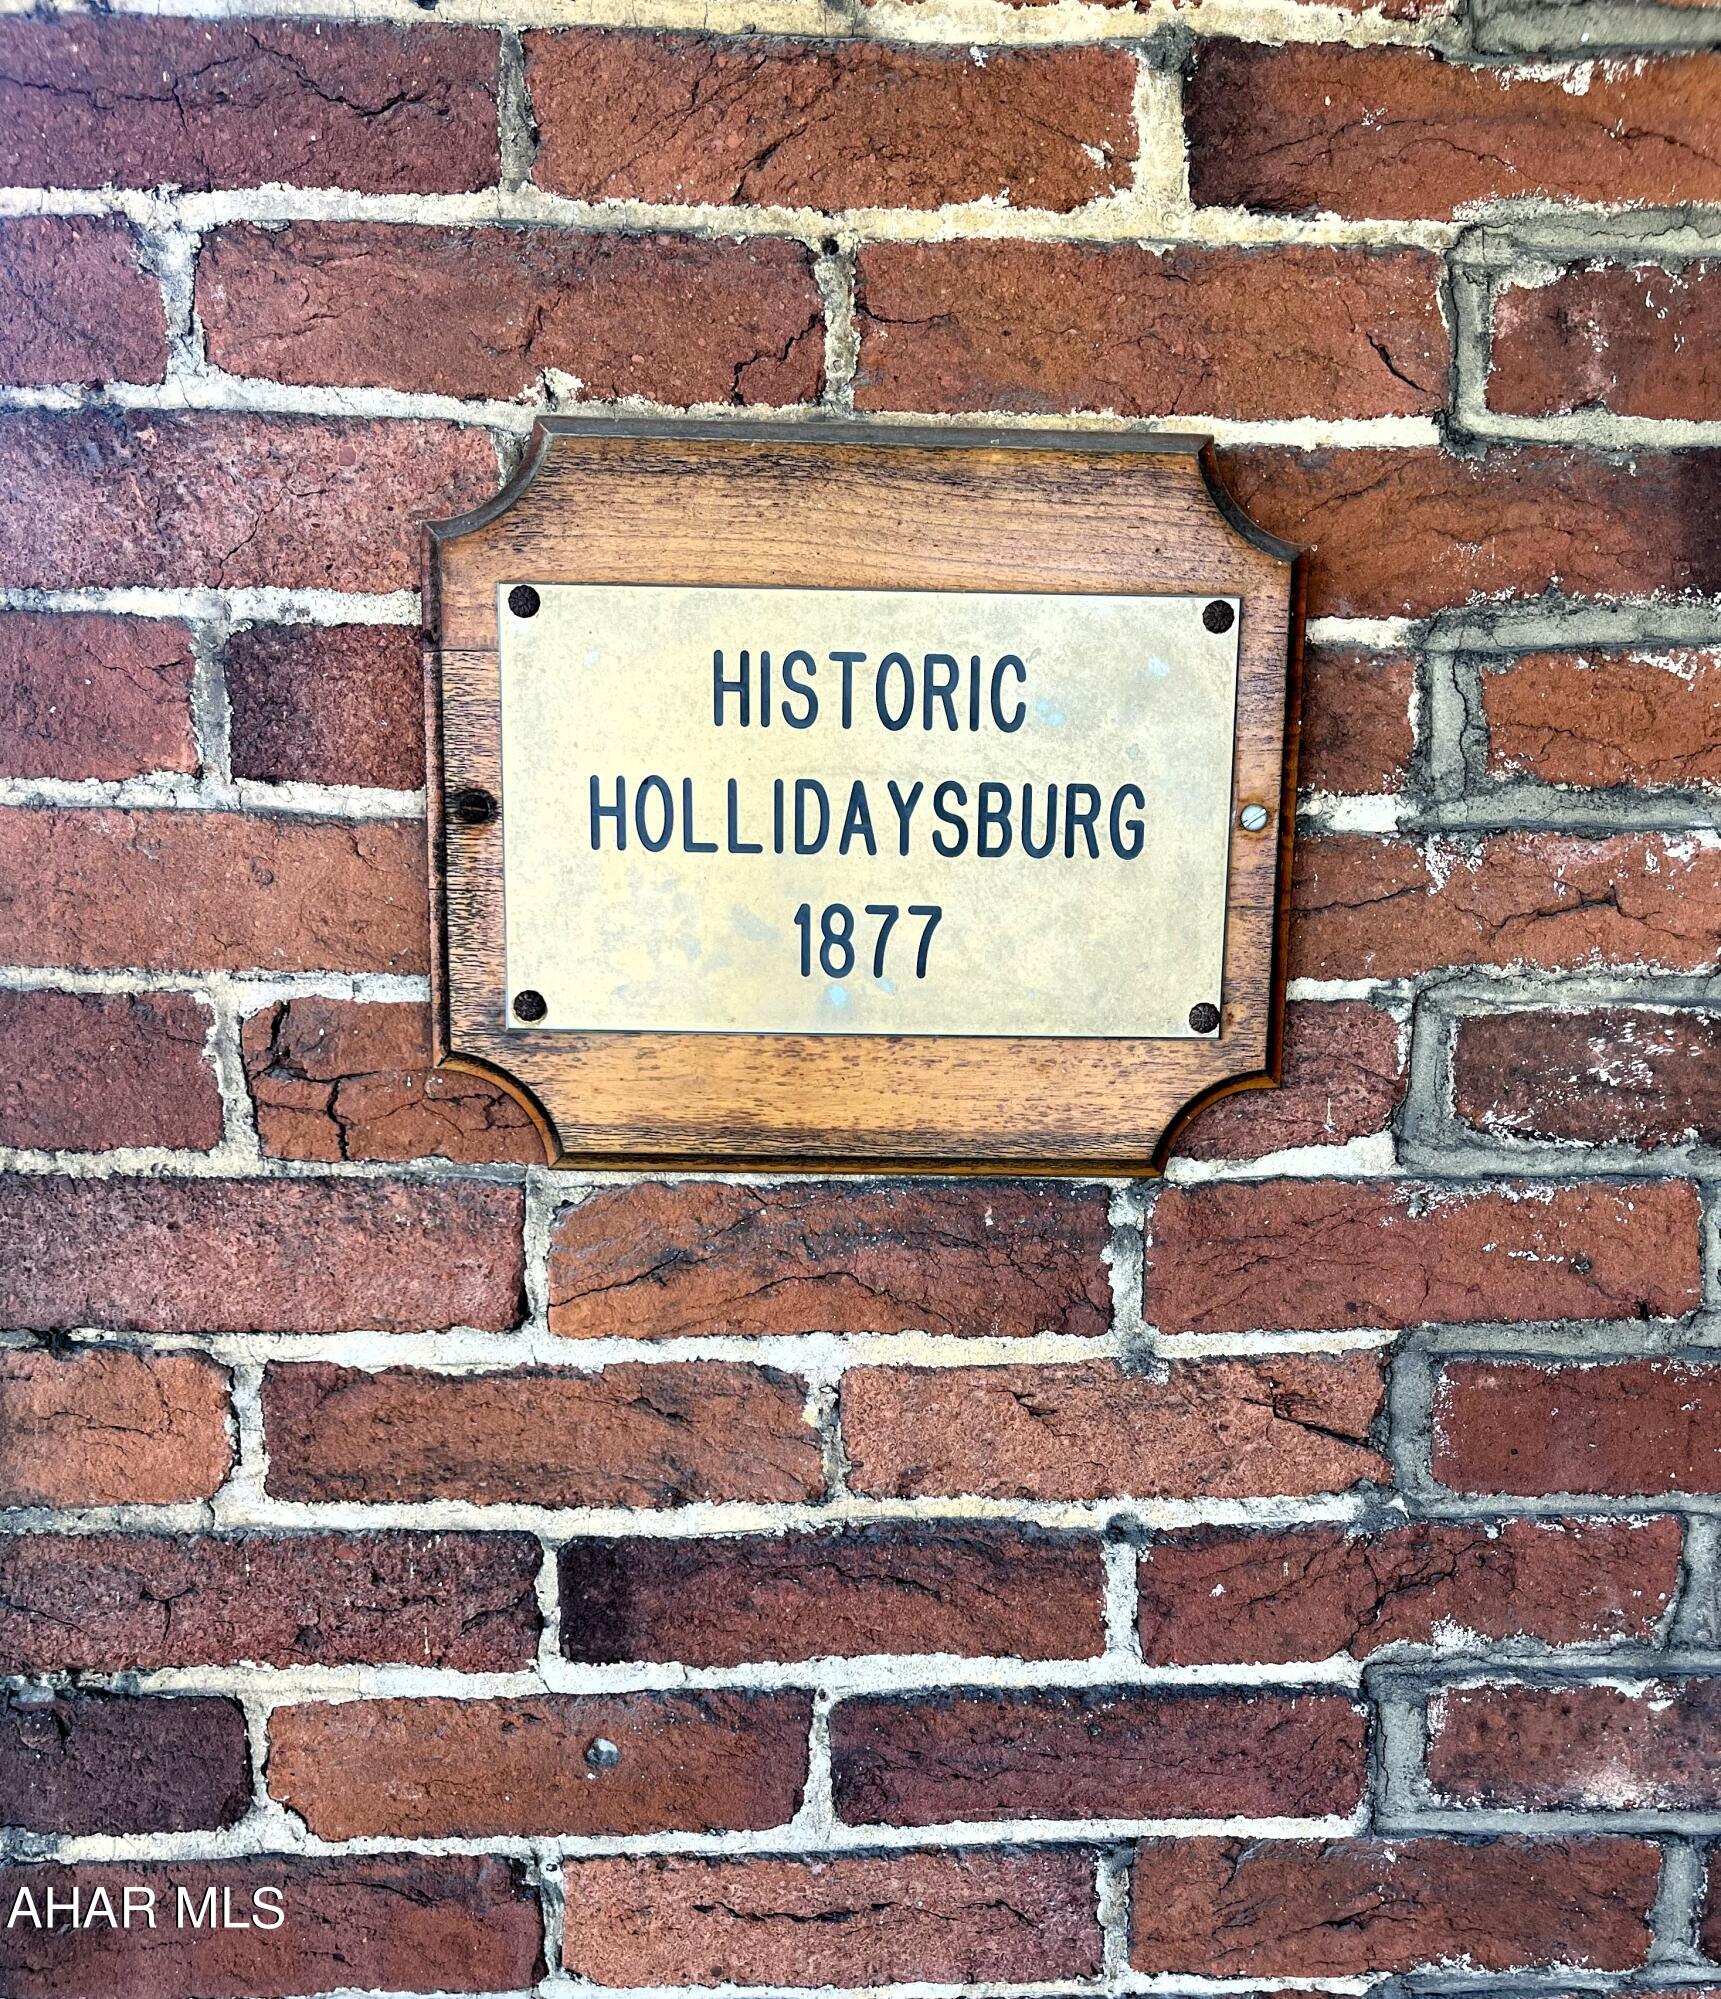 HISTORIC
HOLLIDAYSBURG
1877
AHAR MLS